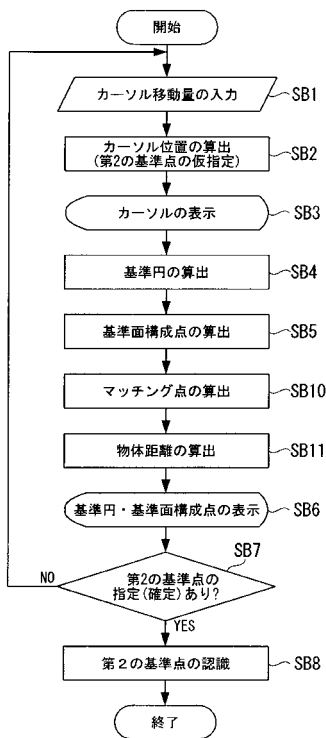 開始
カーソル移動量の入力
SB1
カーソル位置の算出
(第2の基準点の仮指定)
SB2
カーソルの表示
SB3
基準円の算出
SB4
基準面構成点の算出
SB5
マッチング点の算出
SB10
物体距離の算出
SB11
基準円・基準面構成点の表示
SB6
SB7
第2の基準点の
指定(確定)あり?
NO
YES
第2の基準点の認識
SB8
終了